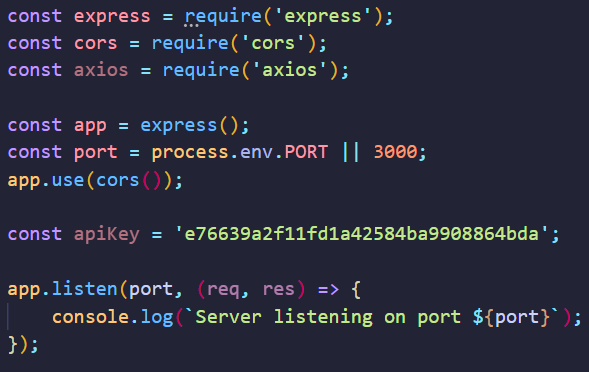 const express = require('express');
const cors = require('cors');
const axios = require('axios');
const app = express();
const port = process.env.PORT || 3000;
app.use(cors());
const apiKey = 'e76639a2f11fd1a42584ba9908864bda';
app.listen(port, (req, res) => {
    console.log(`Server listening on port ${port}`);
});